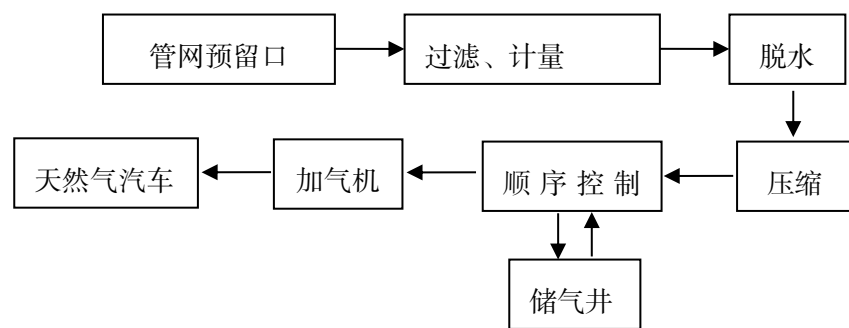 管网预留口
过滤、计量
脱水
天然气汽车
加气机
顺序控制
压缩
储气井